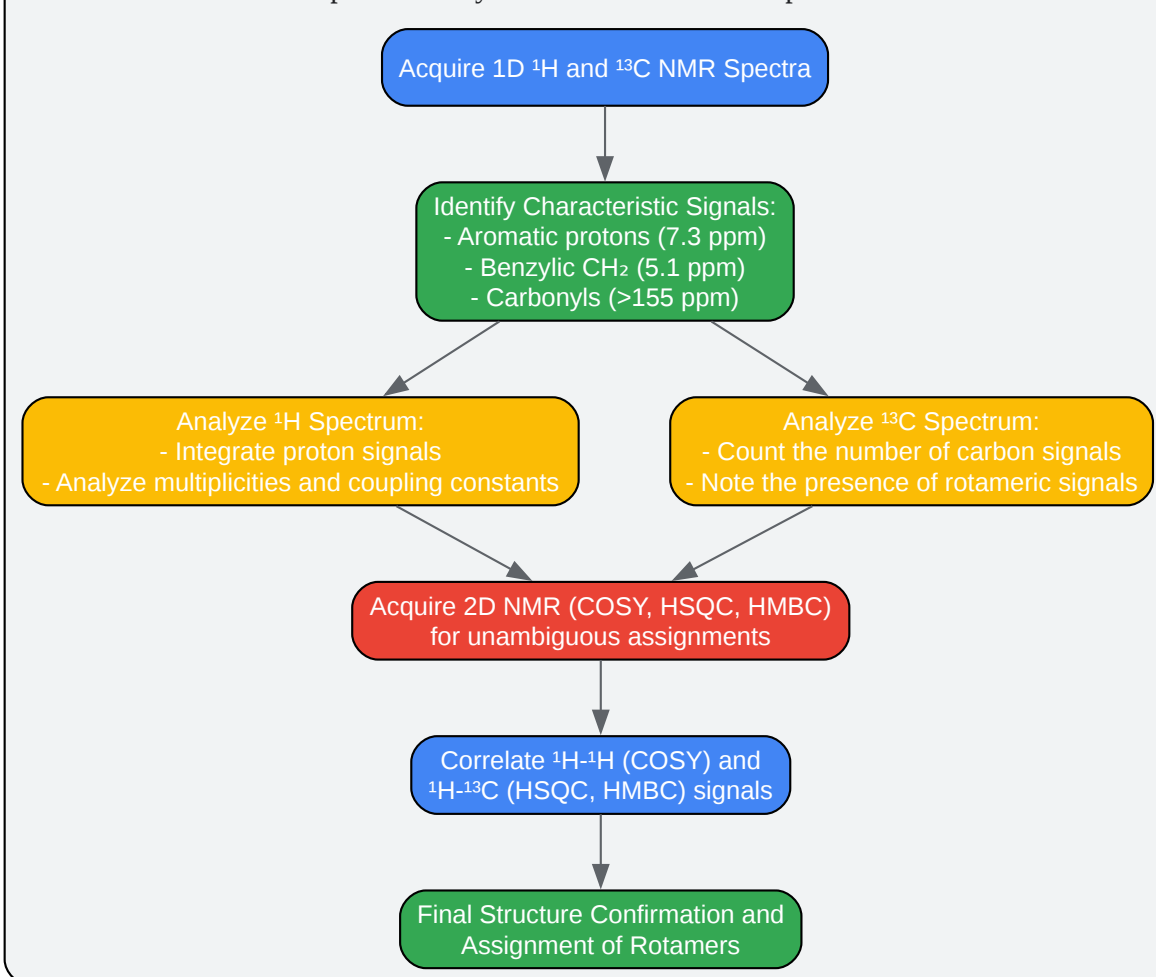 Acquire 1D ¹H and ¹³C NMR Spectra
Identify Characteristic Signals:
- Aromatic protons (7.3 ppm)
- Benzylic CH₂ (5.1 ppm)
- Carbonyls (>155 ppm)
Analyze ¹H Spectrum:
- Integrate proton signals
- Analyze multiplicities and coupling constants
Analyze ¹³C Spectrum:
- Count the number of carbon signals
- Note the presence of rotameric signals
Acquire 2D NMR (COSY, HSQC, HMBC)
for unambiguous assignments
Correlate ¹H-¹H (COSY) and
¹H-¹³C (HSQC, HMBC) signals
Final Structure Confirmation and
Assignment of Rotamers